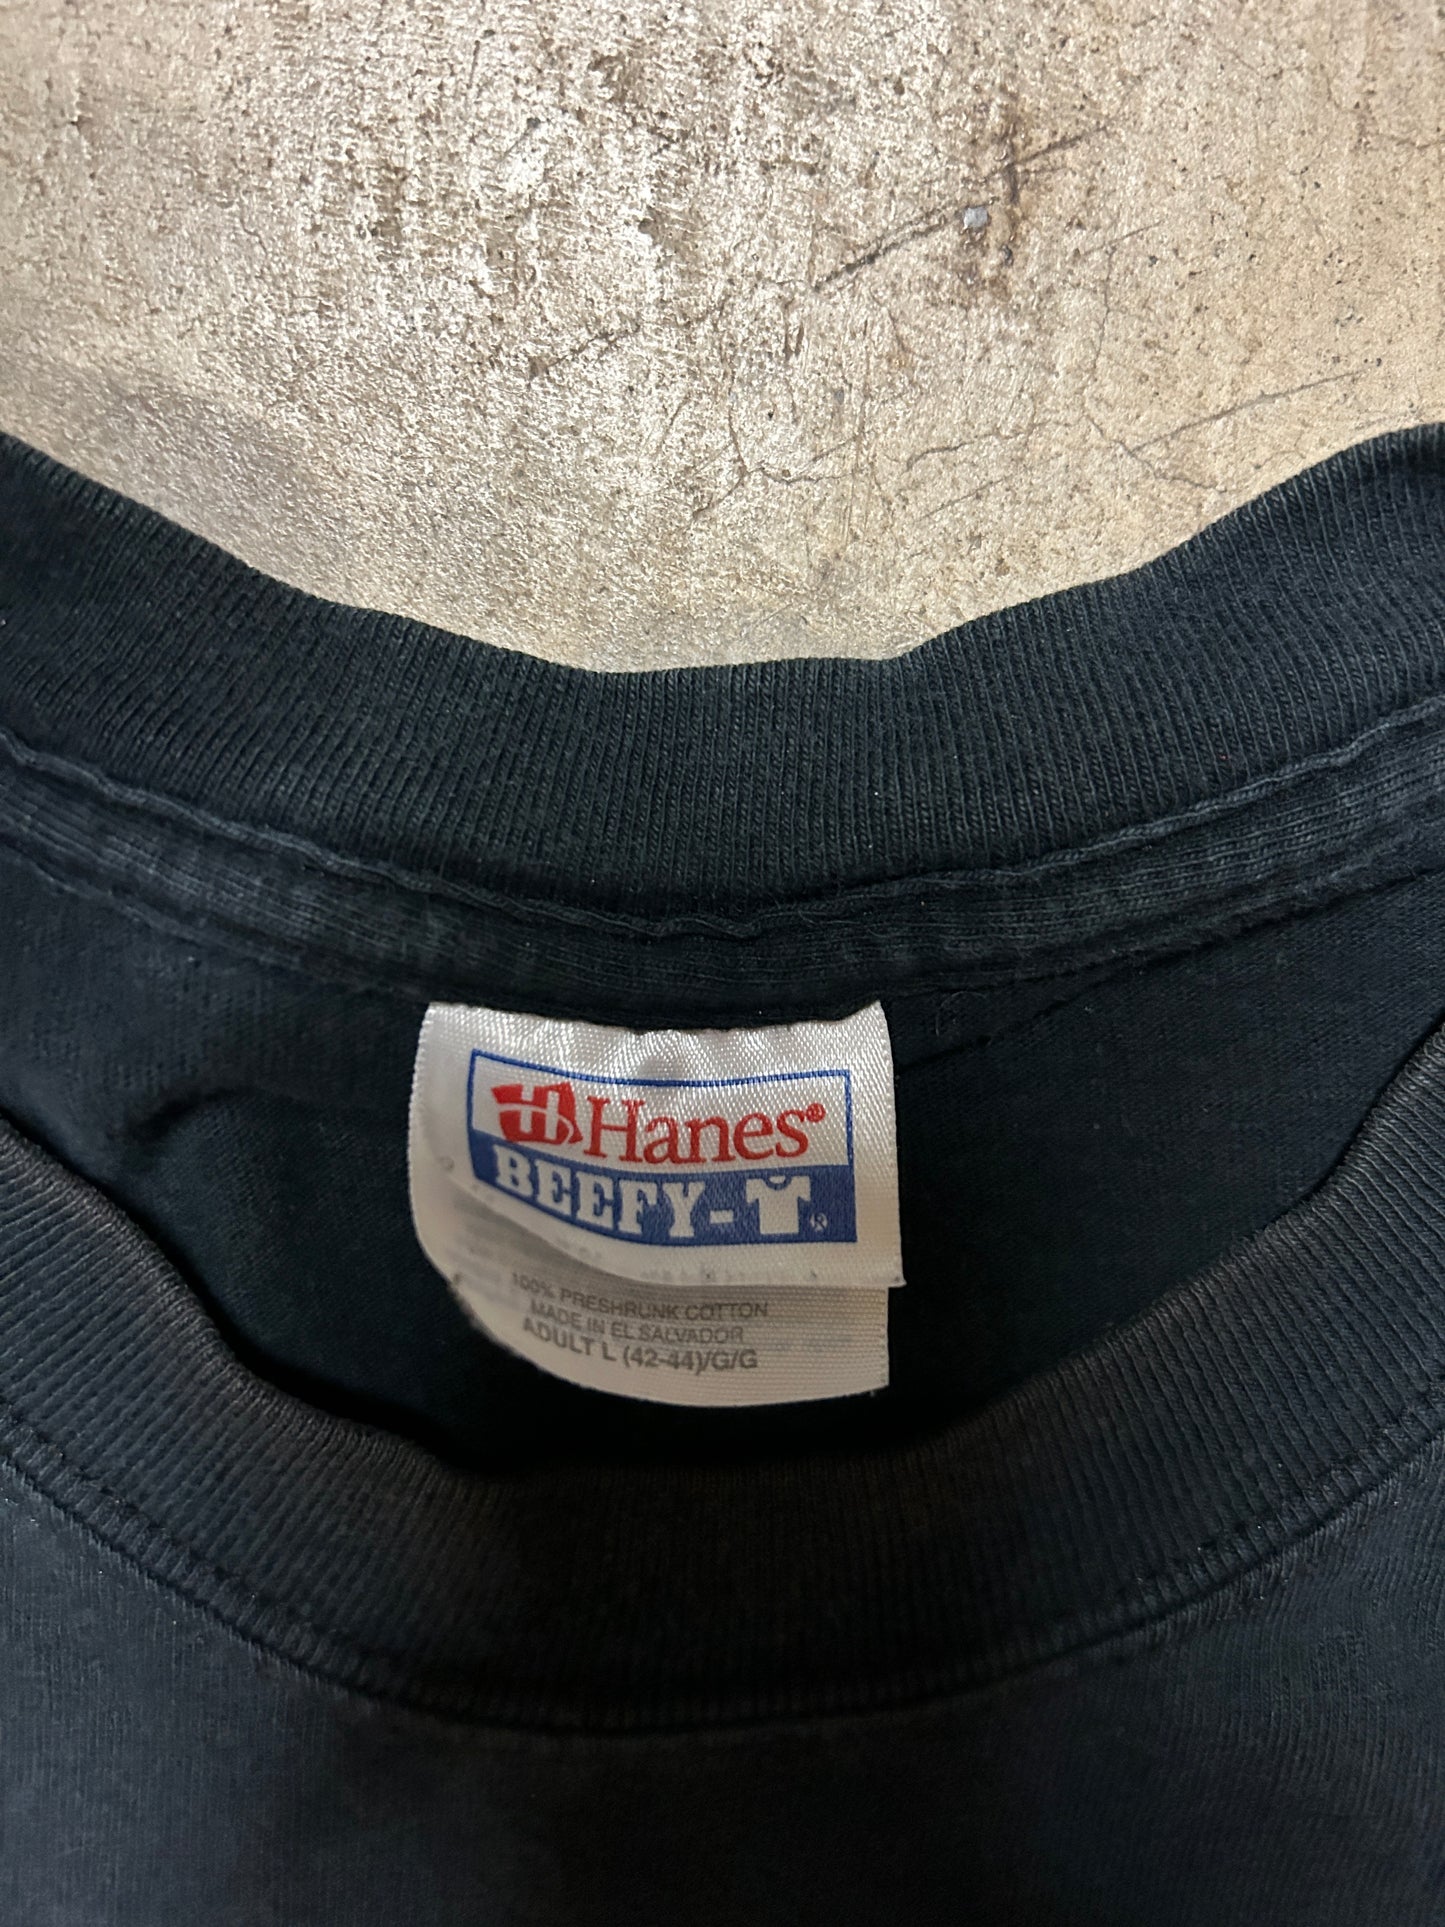 Hanes®
BEEFY-T®
100% PRESHRUNK COTTON
MADE IN EL SALVADOR
ADULT L (42-44)/G/G